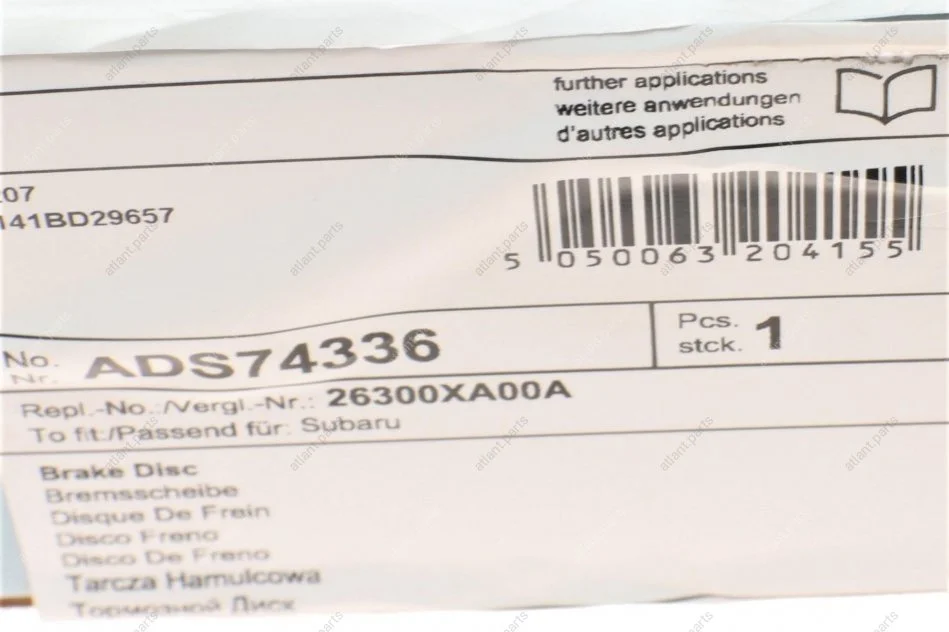 further applications
weitere anwendungen
d'autres applications
07
141BD29657
5 050063 204155
No.
Nr.
ADS74336
Pcs.
stck.
1
Repl.-No.:/Vergl.-Nr.: 26300XA00A
To fit:/Passend für: Subaru
Brake Disc
Bremsscheibe
Disque De Frein
Disco Freno
Disco De Freno
Tarcza Hamulcowa
Тормозной Диск
atlant.parts